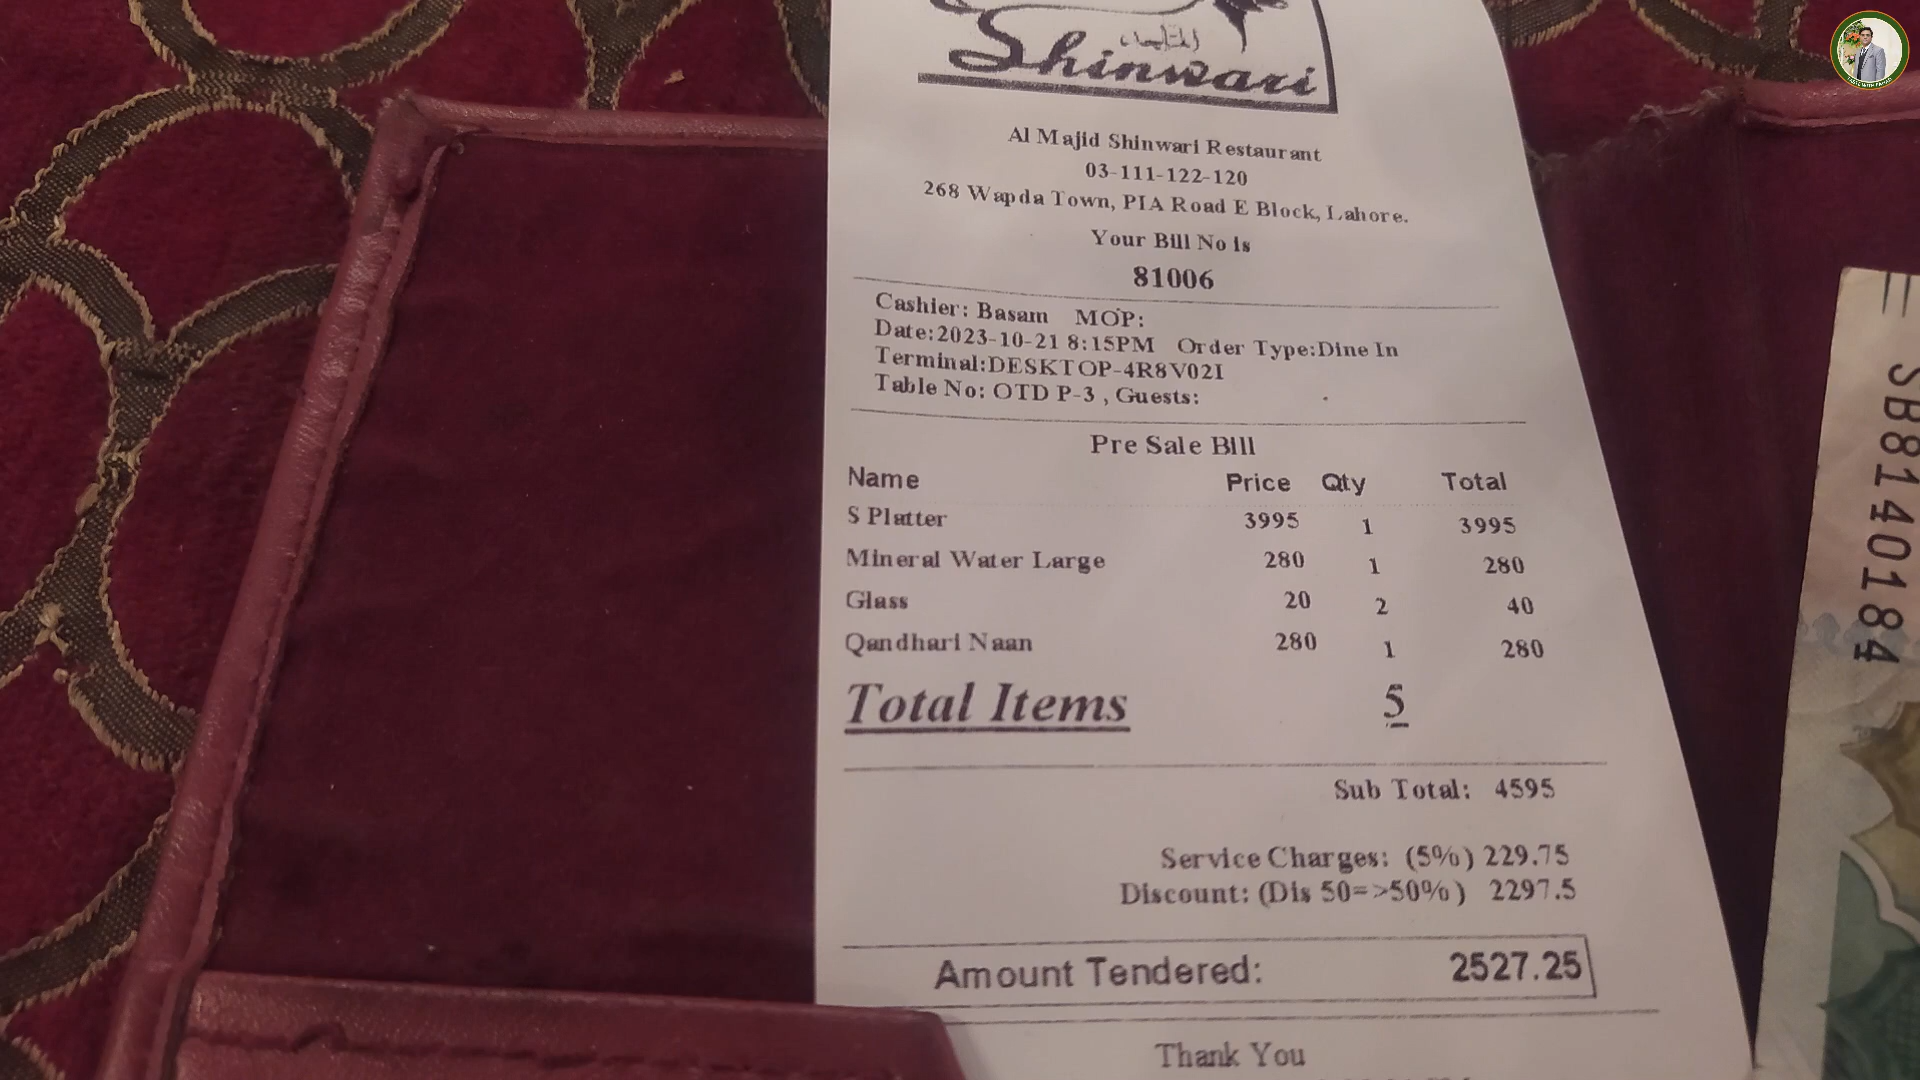 الماجد
Shinwari
Al Majid Shinwari Restaurant
03-111-122-120
268 Wapda Town, PIA Road E Block, Lahore.
Your Bill No is
81006
Cashier: Basam MOP:
Date:2023-10-21 8:15PM Order Type:Dine In
Terminal:DESKTOP-4R8V02I
Table No: OTD P-3 , Guests:
Pre Sale Bill
Name Price Qty Total
S Platter 3995 1 3995
Mineral Water Large 280 1 280
Glass 20 2 40
Qandhari Naan 280 1 280
Total Items 5
Sub Total: 4595
Service Charges: (5%) 229.75
Discount: (Dis 50=>50%) 2297.5
Amount Tendered: 2527.25
Thank You
SB8140184